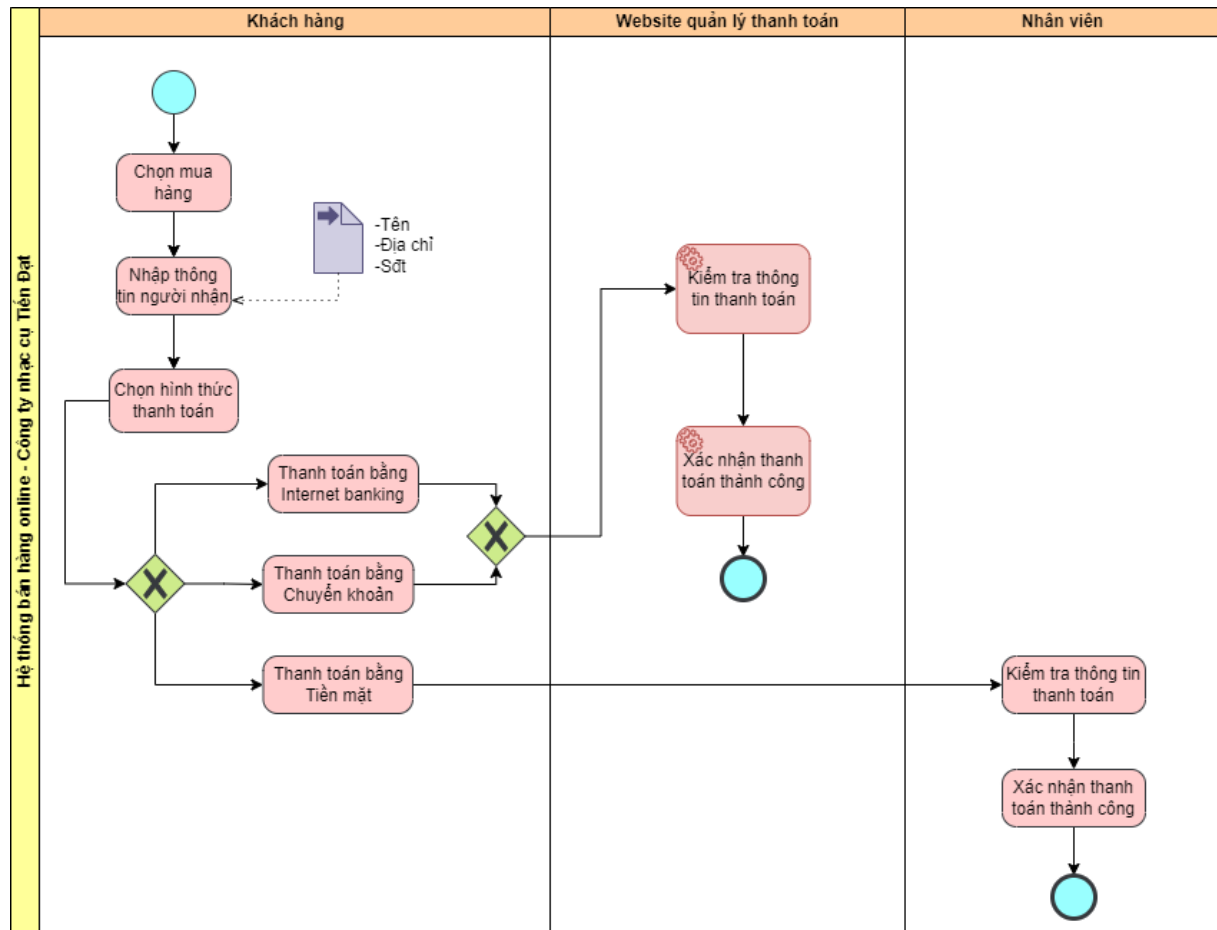 Khách hàng
Website quản lý thanh toán
Nhân viên
Hệ thống bán hàng online - Công ty nhạc cụ Tiến Đạt
Chọn mua
hàng
-Tên
-Địa chỉ
-Sđt
Nhập thông
tin người nhận
Chọn hình thức
thanh toán
Thanh toán bằng
Internet banking
Thanh toán bằng
Chuyển khoản
Thanh toán bằng
Tiền mặt
Kiểm tra thông
tin thanh toán
Xác nhận thanh
toán thành công
Kiểm tra thông tin
thanh toán
Xác nhận thanh
toán thành công